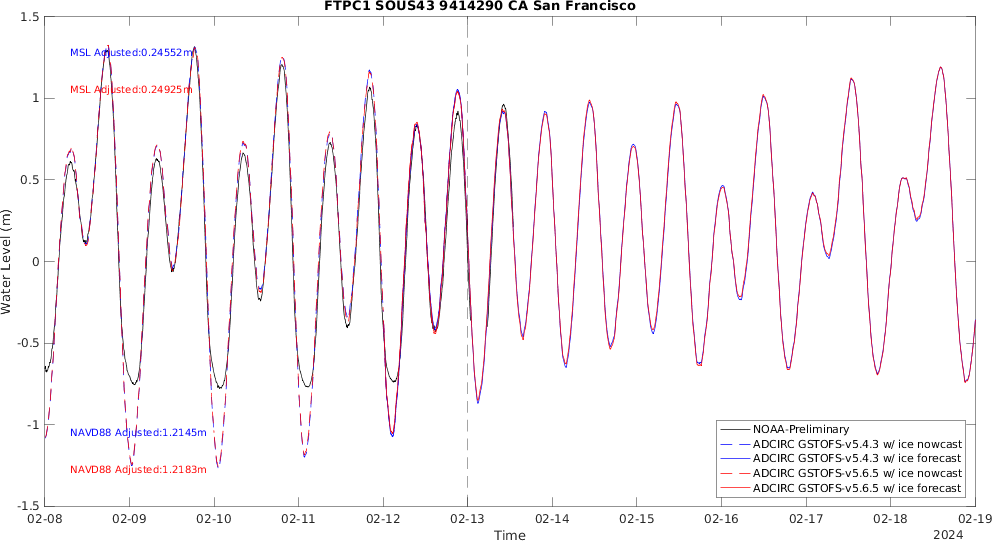 FTPC1 SOUS43 9414290 CA San Francisco
1.5
1
0.5
0
-0.5
-1
-1.5
Water Level (m)
MSL Adjusted:0.24552m
MSL Adjusted:0.24925m
NAVD88 Adjusted:1.2145m
NAVD88 Adjusted:1.2183m
NOAA-Preliminary
ADCIRC GSTOFS-v5.4.3 w/ ice nowcast
ADCIRC GSTOFS-v5.4.3 w/ ice forecast
ADCIRC GSTOFS-v5.6.5 w/ ice nowcast
ADCIRC GSTOFS-v5.6.5 w/ ice forecast
02-08 02-09 02-10 02-11 02-12 02-13 02-14 02-15 02-16 02-17 02-18 02-19
Time
2024